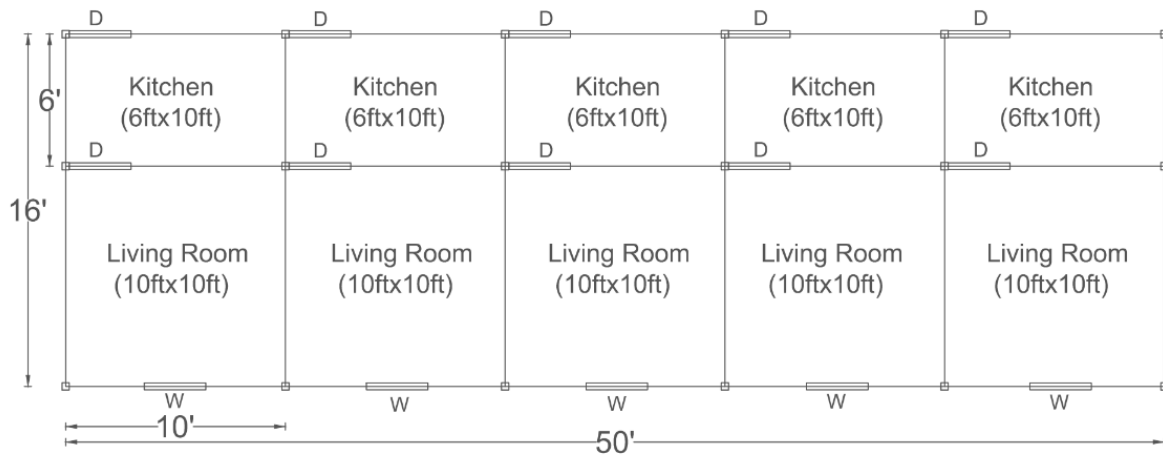 D D D D D
Kitchen Kitchen Kitchen Kitchen Kitchen
6'
(6ftx10ft) (6ftx10ft) (6ftx10ft) (6ftx10ft) (6ftx10ft)
D D D D D
16'
Living Room Living Room Living Room Living Room Living Room
(10ftx10ft) (10ftx10ft) (10ftx10ft) (10ftx10ft) (10ftx10ft)
W W W W W
10'
50'